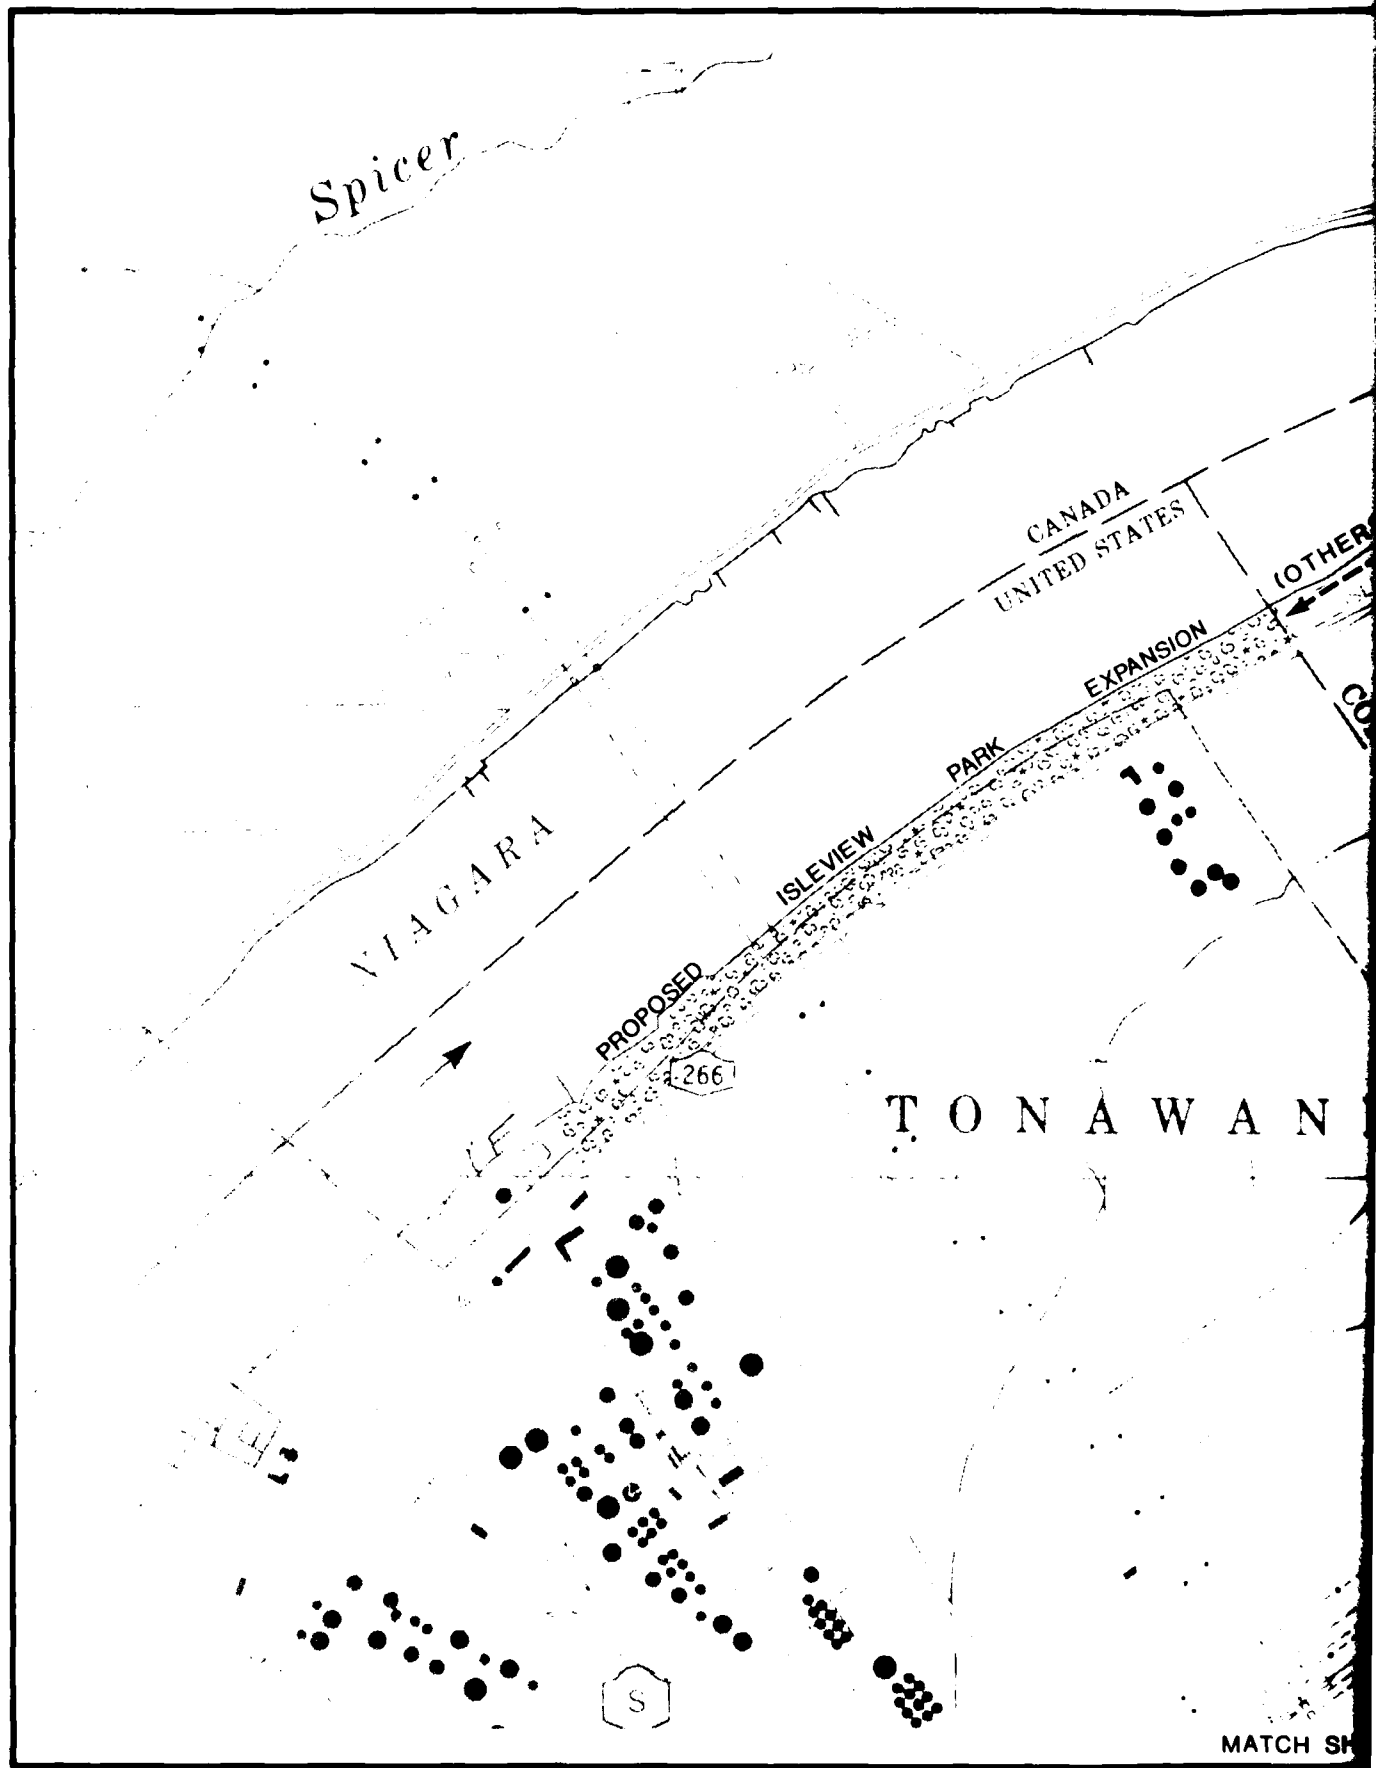 Spicer
CANADA
UNITED STATES
(OTHER
EXPANSION
PARK
ISLEVIEW
NIAGARA
PROPOSED
266
TONAWAN
S
MATCH SH